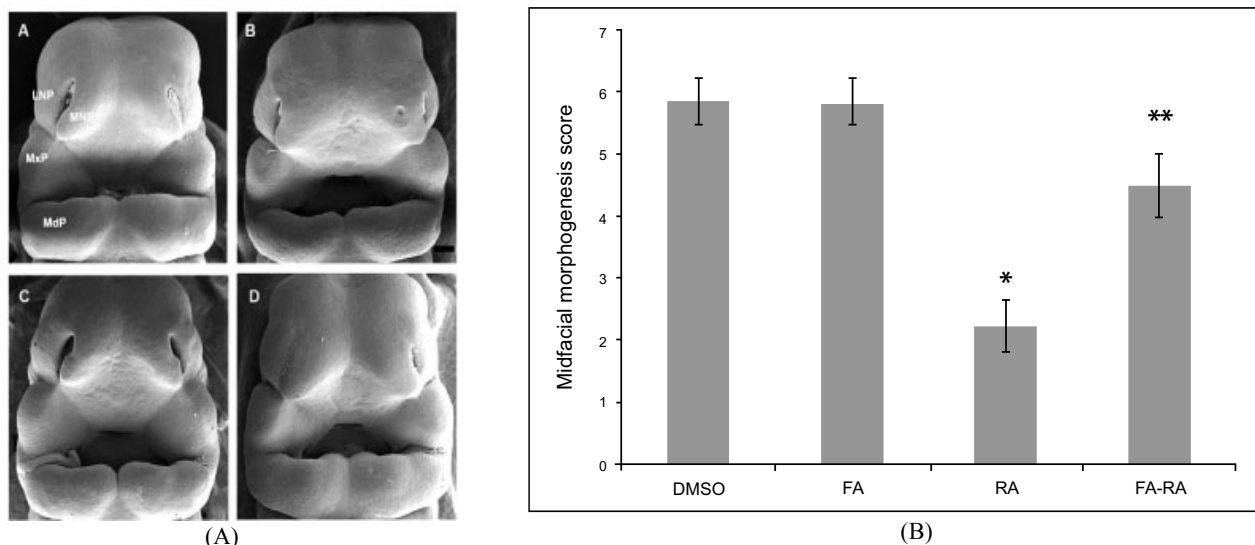 A
B
LNP
MNP
MxP
MdP
C
D
(A)
Midfacial morphogenesis score
7
6
5
4
3
2
1
0
*
**
DMSO FA RA FA-RA
(B)